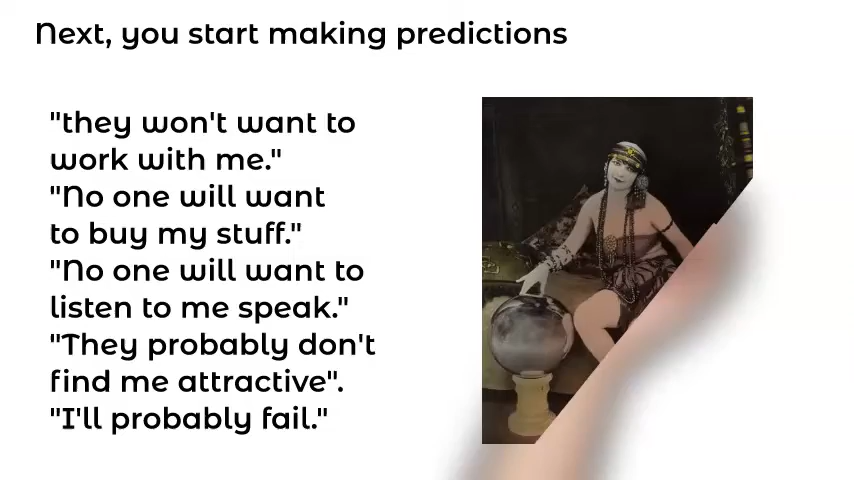 Next, you start making predictions
"they won't want to
work with me."
"No one will want
to buy my stuff."
"No one will want to
listen to me speak."
"They probably don't
find me attractive".
"I'll probably fail."